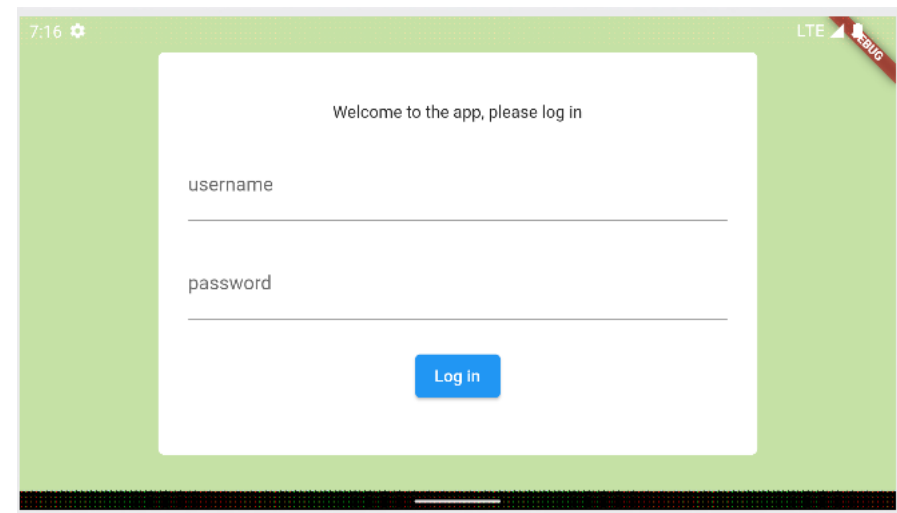 7:16
LTE
DEBUG
Welcome to the app, please log in
username
password
Log in